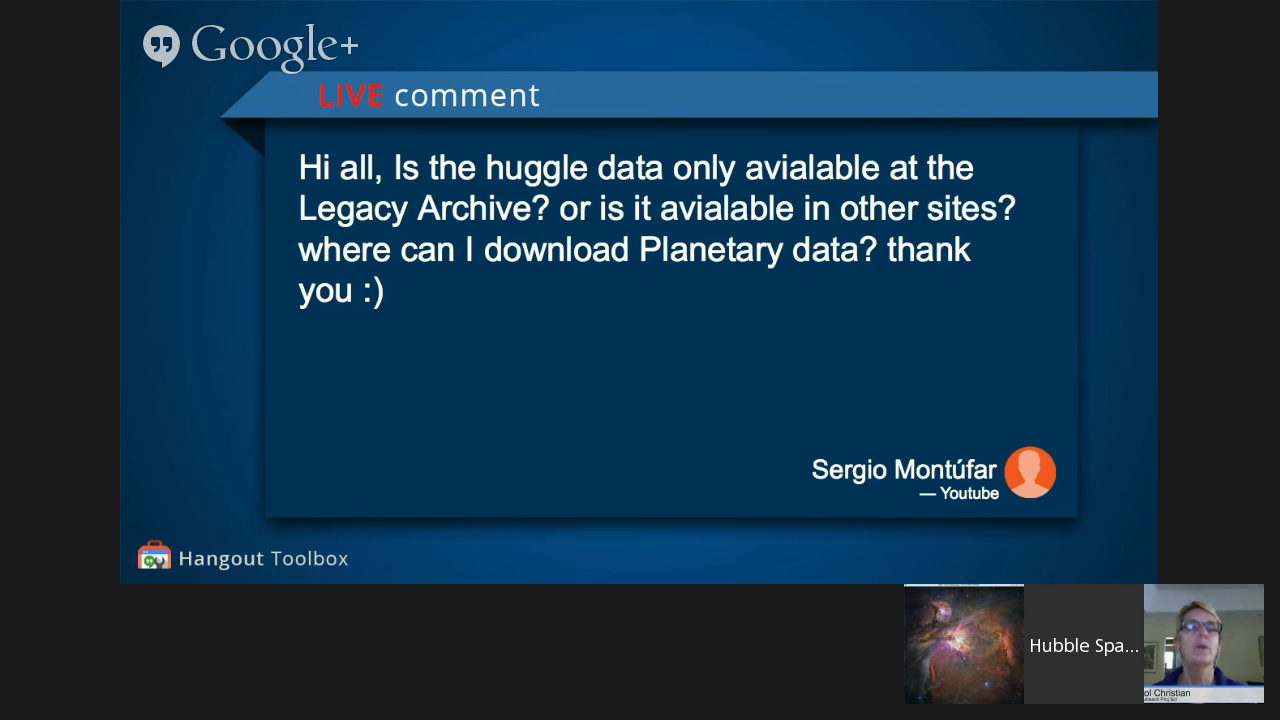 Google+
LIVE comment
Hi all, Is the huggle data only avialable at the
Legacy Archive? or is it avialable in other sites?
where can I download Planetary data? thank
you :)
Sergio Montúfar
— Youtube
Hangout Toolbox
Hubble Spa...
ol Christian